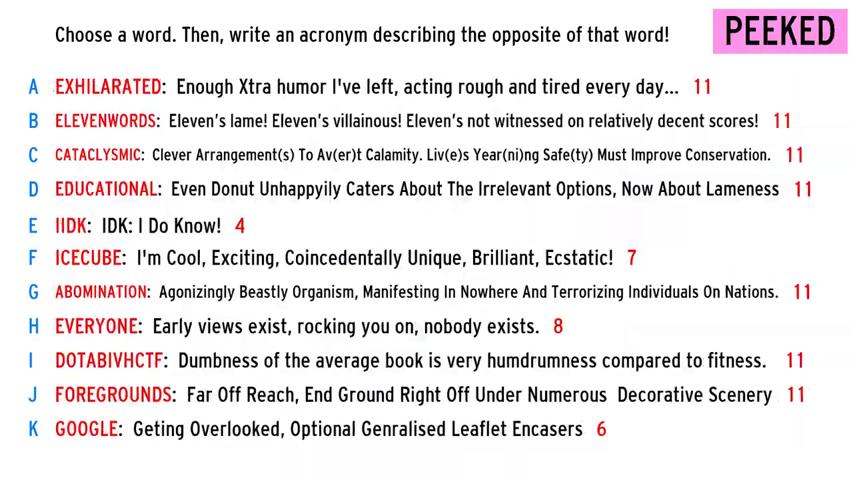 Choose a word. Then, write an acronym describing the opposite of that word!
PEEKED
A EXHILARATED: Enough Xtra humor I've left, acting rough and tired every day... 11
B ELEVENWORDS: Eleven's lame! Eleven's villainous! Eleven's not witnessed on relatively decent scores! 11
C CATACLYSMIC: Clever Arrangement(s) To Av(er)t Calamity. Liv(e)s Year(ni)ng Safe(ty) Must Improve Conservation. 11
D EDUCATIONAL: Even Donut Unhappyily Caters About The Irrelevant Options, Now About Lameness 11
E IIDK: IDK: I Do Know! 4
F ICECUBE: I'm Cool, Exciting, Coincedentally Unique, Brilliant, Ecstatic! 7
G ABOMINATION: Agonizingly Beastly Organism, Manifesting In Nowhere And Terrorizing Individuals On Nations. 11
H EVERYONE: Early views exist, rocking you on, nobody exists. 8
I DOTABIVHCTF: Dumbness of the average book is very humdrumness compared to fitness. 11
J FOREGROUNDS: Far Off Reach, End Ground Right Off Under Numerous Decorative Scenery 11
K GOOGLE: Geting Overlooked, Optional Genralised Leaflet Encasers 6